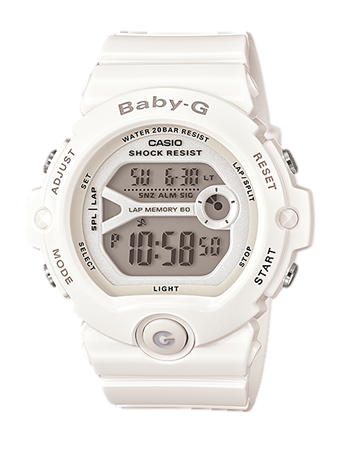 Baby-G
WATER 20BAR RESIST
CASIO
SHOCK RESIST
ADJUST
SET
SPL LAP
LAP/SPLIT
RESET
SU 6-30 LT
SNZ ALM SIG
LAP MEMORY 60
P 10:58 50
MODE
SELECT
STOP
START
LIGHT
G